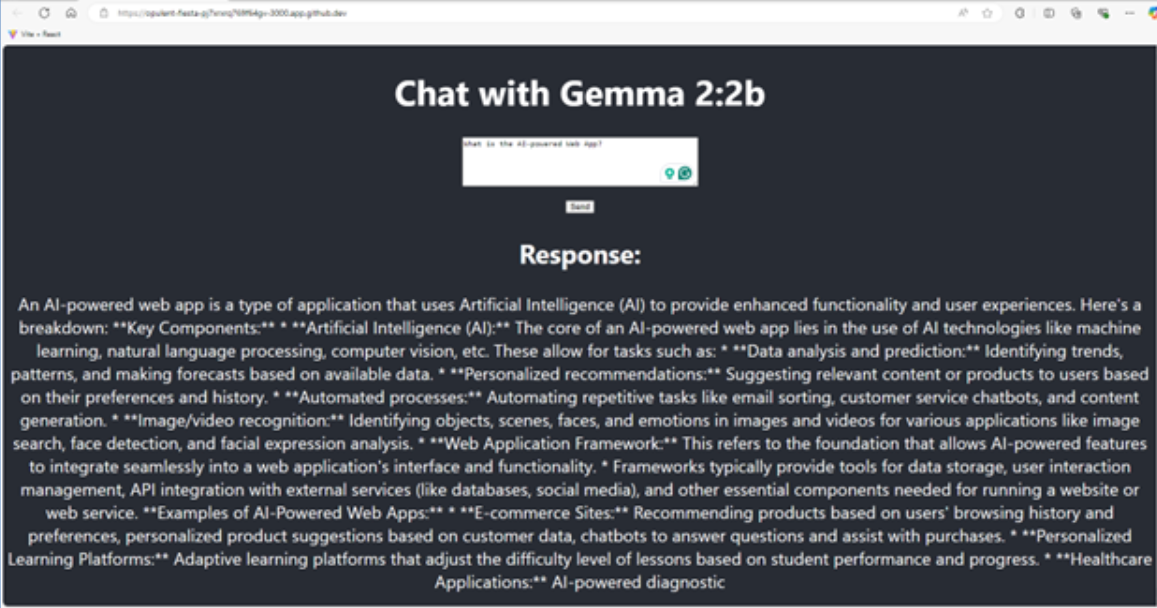 Vite + React
Chat with Gemma 2:2b
What is the AI-powered Web App?
Send
Response:
An AI-powered web app is a type of application that uses Artificial Intelligence (AI) to provide enhanced functionality and user experiences. Here's a
breakdown: **Key Components:** * **Artificial Intelligence (AI):** The core of an AI-powered web app lies in the use of AI technologies like machine
learning, natural language processing, computer vision, etc. These allow for tasks such as: * **Data analysis and prediction:** Identifying trends,
patterns, and making forecasts based on available data. * **Personalized recommendations:** Suggesting relevant content or products to users based
on their preferences and history. * **Automated processes:** Automating repetitive tasks like email sorting, customer service chatbots, and content
generation. * **Image/video recognition:** Identifying objects, scenes, faces, and emotions in images and videos for various applications like image
search, face detection, and facial expression analysis. * **Web Application Framework:** This refers to the foundation that allows AI-powered features
to integrate seamlessly into a web application's interface and functionality. * Frameworks typically provide tools for data storage, user interaction
management, API integration with external services (like databases, social media), and other essential components needed for running a website or
web service. **Examples of AI-Powered Web Apps:** * **E-commerce Sites:** Recommending products based on users' browsing history and
preferences, personalized product suggestions based on customer data, chatbots to answer questions and assist with purchases. * **Personalized
Learning Platforms:** Adaptive learning platforms that adjust the difficulty level of lessons based on student performance and progress. * **Healthcare
Applications:** AI-powered diagnostic